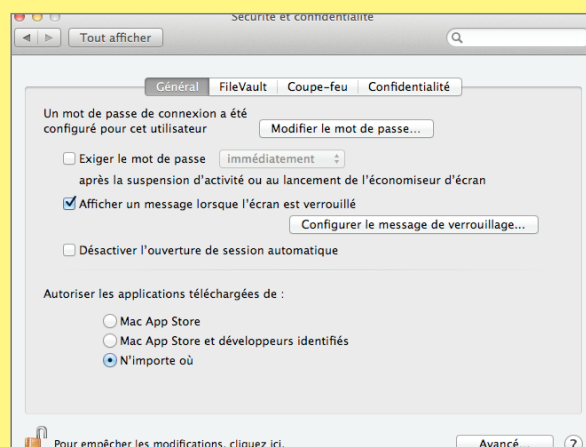 Sécurité et confidentialité
Tout afficher
Général FileVault Coupe-feu Confidentialité
Un mot de passe de connexion a été
configuré pour cet utilisateur Modifier le mot de passe...
Exiger le mot de passe immédiatement
après la suspension d'activité ou au lancement de l'économiseur d'écran
Afficher un message lorsque l'écran est verrouillé
Configurer le message de verrouillage...
Désactiver l'ouverture de session automatique
Autoriser les applications téléchargées de :
Mac App Store
Mac App Store et développeurs identifiés
N'importe où
Pour empêcher les modifications, cliquez ici. Avancé... ?